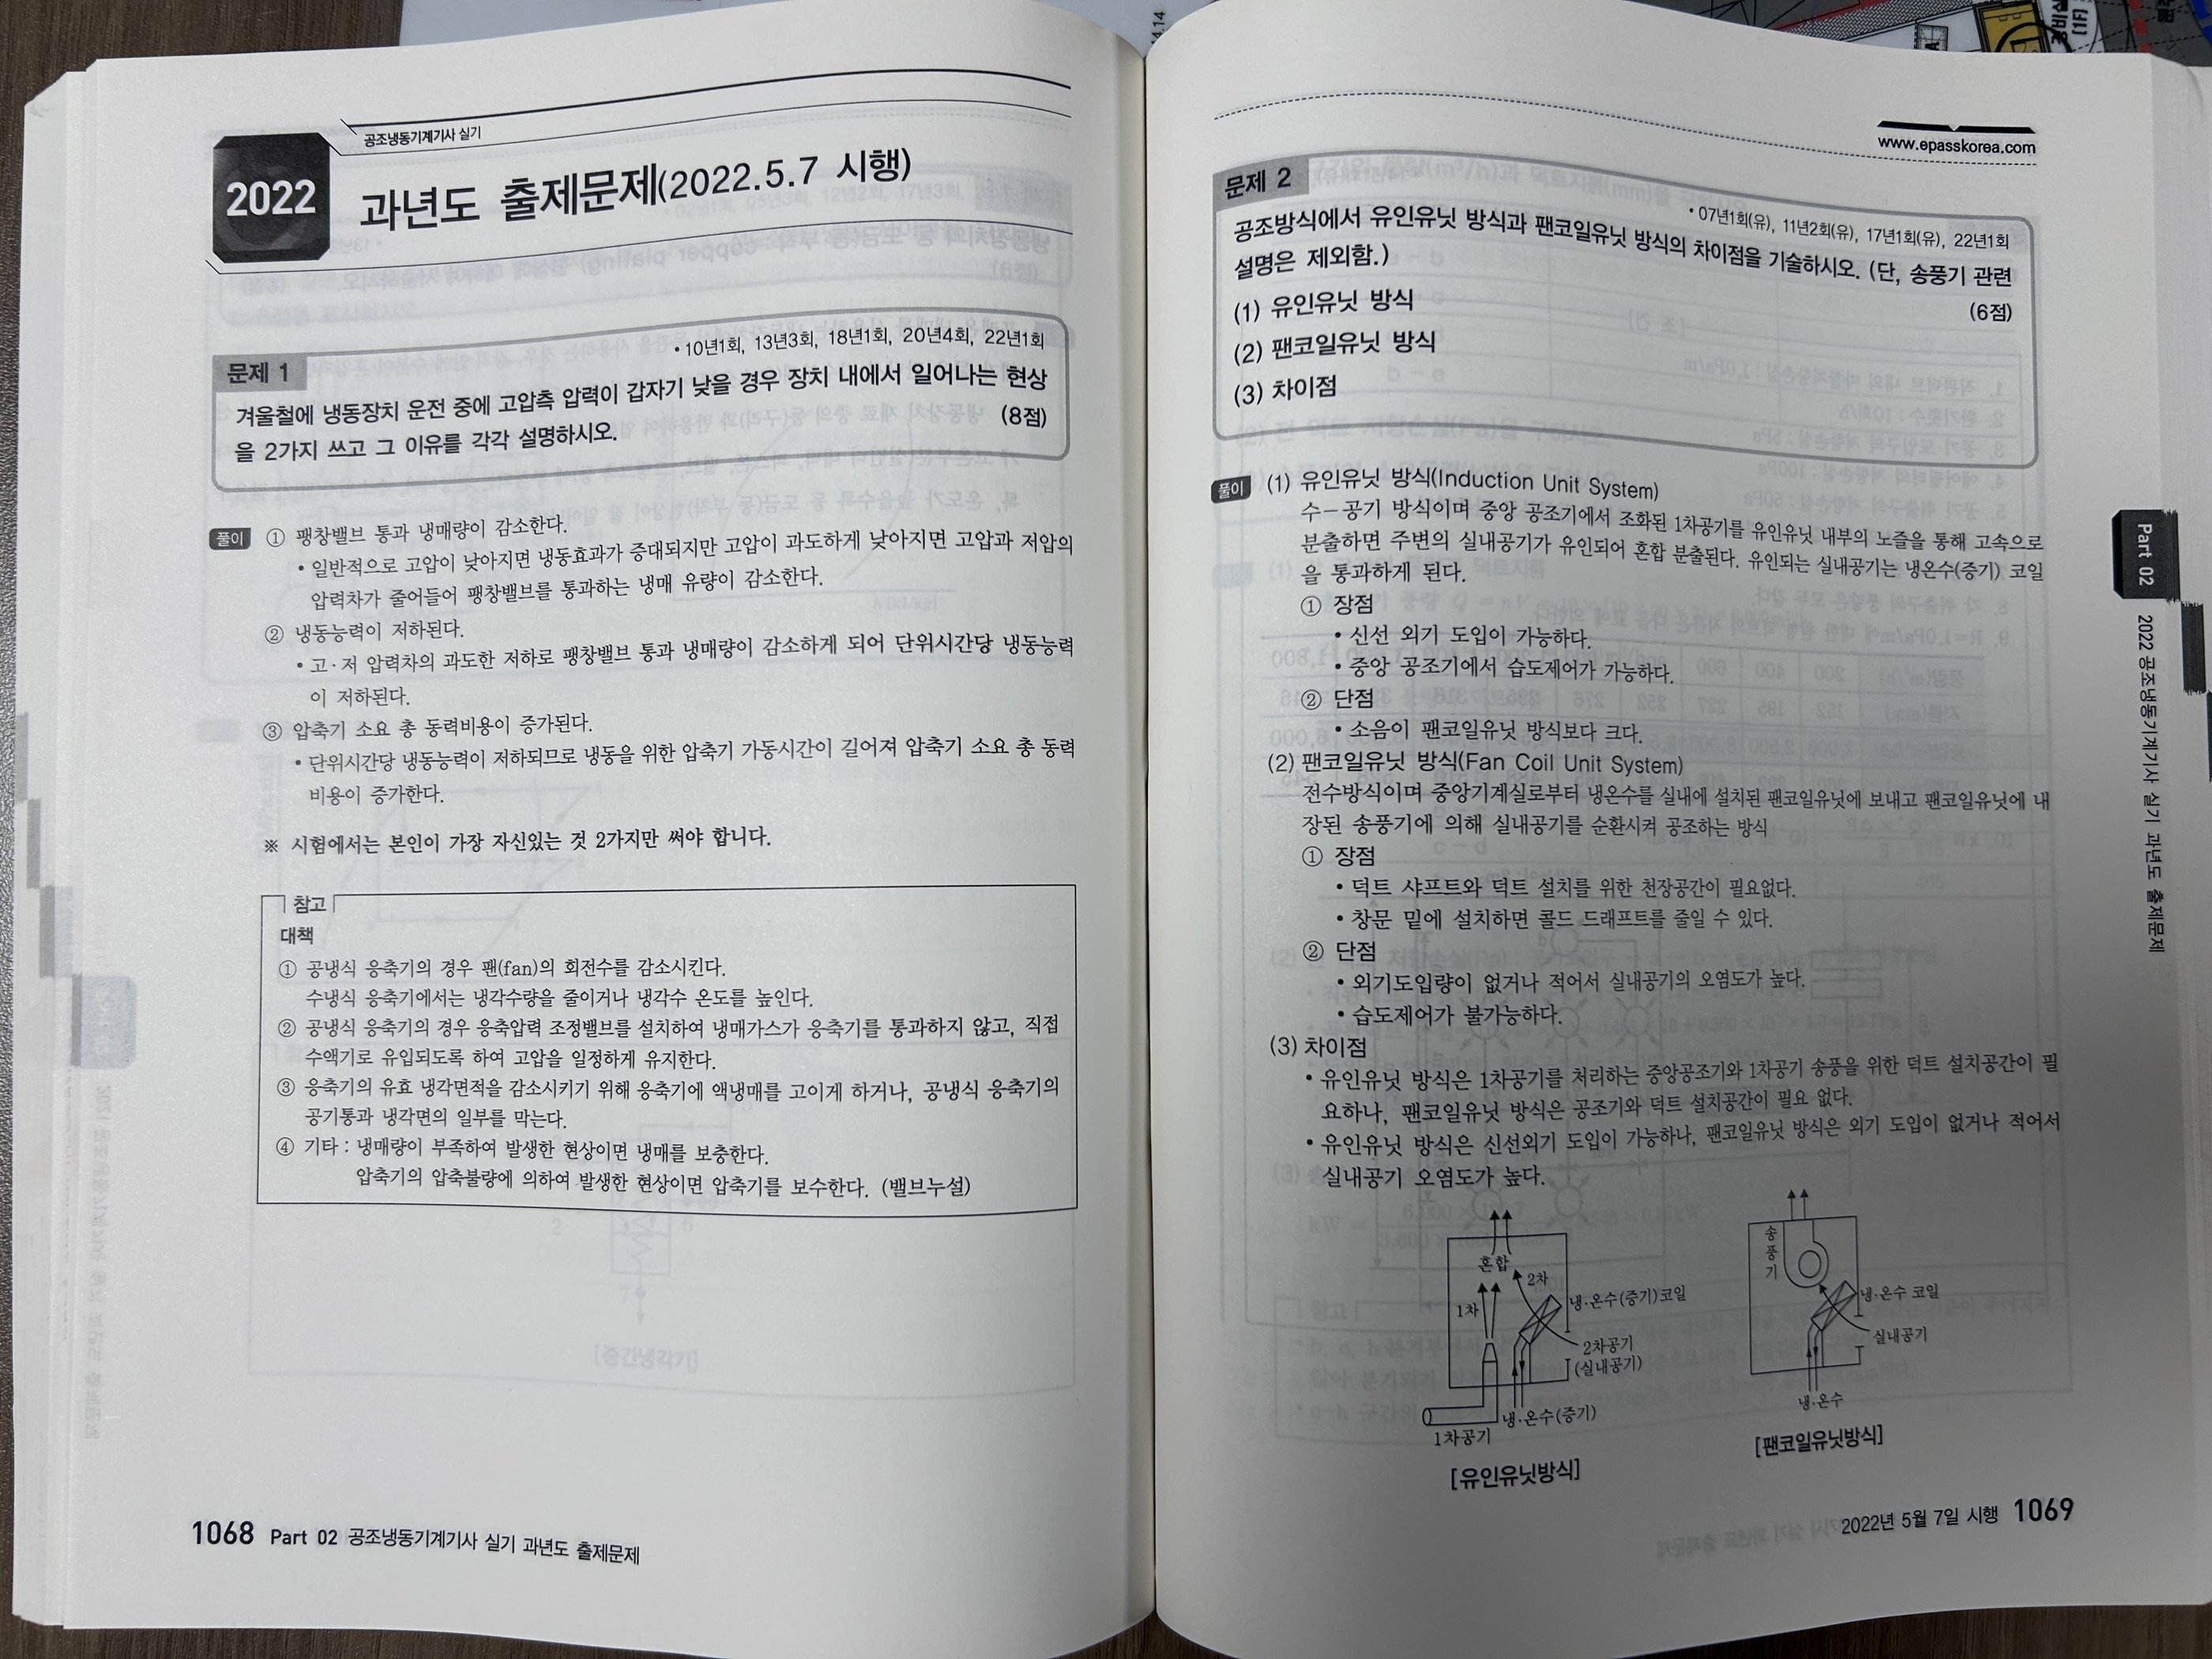 공조냉동기계기사 실기
2022
과년도 출제문제(2022.5.7 시행)
문제 1
• 10년1회, 13년3회, 18년1회, 20년4회, 22년1회
겨울철에 냉동장치 운전 중에 고압측 압력이 갑자기 낮을 경우 장치 내에서 일어나는 현상
을 2가지 쓰고 그 이유를 각각 설명하시오. (8점)
풀이 ① 팽창밸브 통과 냉매량이 감소한다.
• 일반적으로 고압이 낮아지면 냉동효과가 증대되지만 고압이 과도하게 낮아지면 고압과 저압의
압력차가 줄어들어 팽창밸브를 통과하는 냉매 유량이 감소한다.
② 냉동능력이 저하된다.
• 고·저 압력차의 과도한 저하로 팽창밸브 통과 냉매량이 감소하게 되어 단위시간당 냉동능력
이 저하된다.
③ 압축기 소요 총 동력비용이 증가된다.
• 단위시간당 냉동능력이 저하되므로 냉동을 위한 압축기 가동시간이 길어져 압축기 소요 총 동력
비용이 증가한다.
※ 시험에서는 본인이 가장 자신있는 것 2가지만 써야 합니다.
참고
대책
① 공냉식 응축기의 경우 팬(fan)의 회전수를 감소시킨다.
수냉식 응축기에서는 냉각수량을 줄이거나 냉각수 온도를 높인다.
② 공냉식 응축기의 경우 응축압력 조정밸브를 설치하여 냉매가스가 응축기를 통과하지 않고, 직접
수액기로 유입되도록 하여 고압을 일정하게 유지한다.
③ 응축기의 유효 냉각면적을 감소시키기 위해 응축기에 액냉매를 고이게 하거나, 공냉식 응축기의
공기통과 냉각면의 일부를 막는다.
④ 기타 : 냉매량이 부족하여 발생한 현상이면 냉매를 보충한다.
압축기의 압축불량에 의하여 발생한 현상이면 압축기를 보수한다. (밸브누설)
1068 Part 02 공조냉동기계기사 실기 과년도 출제문제
www.epasskorea.com
문제 2
• 07년1회(유), 11년2회(유), 17년1회(유), 22년1회
공조방식에서 유인유닛 방식과 팬코일유닛 방식의 차이점을 기술하시오. (단, 송풍기 관련
설명은 제외함.) (6점)
(1) 유인유닛 방식
(2) 팬코일유닛 방식
(3) 차이점
풀이 (1) 유인유닛 방식(Induction Unit System)
수-공기 방식이며 중앙 공조기에서 조화된 1차공기를 유인유닛 내부의 노즐을 통해 고속으로
분출하면 주변의 실내공기가 유인되어 혼합 분출된다. 유인되는 실내공기는 냉온수(증기) 코일
을 통과하게 된다.
① 장점
• 신선 외기 도입이 가능하다.
• 중앙 공조기에서 습도제어가 가능하다.
② 단점
• 소음이 팬코일유닛 방식보다 크다.
(2) 팬코일유닛 방식(Fan Coil Unit System)
전수방식이며 중앙기계실로부터 냉온수를 실내에 설치된 팬코일유닛에 보내고 팬코일유닛에 내
장된 송풍기에 의해 실내공기를 순환시켜 공조하는 방식
① 장점
• 덕트 샤프트와 덕트 설치를 위한 천장공간이 필요없다.
• 창문 밑에 설치하면 콜드 드래프트를 줄일 수 있다.
② 단점
• 외기도입량이 없거나 적어서 실내공기의 오염도가 높다.
• 습도제어가 불가능하다.
(3) 차이점
• 유인유닛 방식은 1차공기를 처리하는 중앙공조기와 1차공기 송풍을 위한 덕트 설치공간이 필
요하나, 팬코일유닛 방식은 공조기와 덕트 설치공간이 필요 없다.
• 유인유닛 방식은 신선외기 도입이 가능하나, 팬코일유닛 방식은 외기 도입이 없거나 적어서
실내공기 오염도가 높다.
혼합
2차
1차
냉·온수(증기)코일
2차공기
(실내공기)
냉·온수(증기)
1차공기
[유인유닛방식]
송풍기
냉·온수 코일
실내공기
냉·온수
[팬코일유닛방식]
2022년 5월 7일 시행 1069
Part 02
2022 공조냉동기계기사 실기 과년도 출제문제